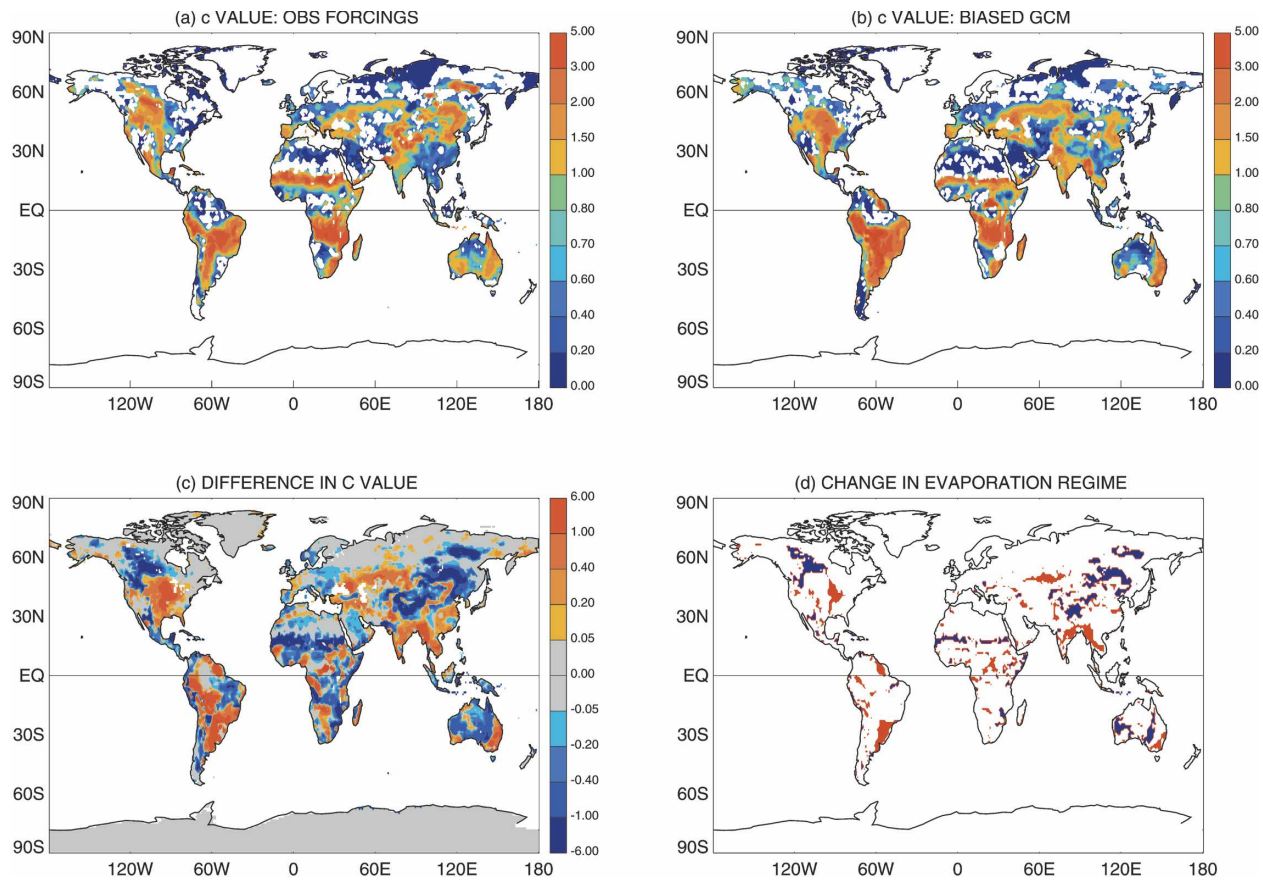 (a) c VALUE: OBS FORCINGS
90N
60N
30N
EQ
30S
60S
90S
120W 60W 0 60E 120E 180
5.00
3.00
2.00
1.50
1.00
0.80
0.70
0.60
0.40
0.20
0.00
(b) c VALUE: BIASED GCM
90N
60N
30N
EQ
30S
60S
90S
120W 60W 0 60E 120E 180
5.00
3.00
2.00
1.50
1.00
0.80
0.70
0.60
0.40
0.20
0.00
(c) DIFFERENCE IN C VALUE
90N
60N
30N
EQ
30S
60S
90S
120W 60W 0 60E 120E 180
6.00
1.00
0.40
0.20
0.05
0.00
-0.05
-0.20
-0.40
-1.00
-6.00
(d) CHANGE IN EVAPORATION REGIME
90N
60N
30N
EQ
30S
60S
90S
120W 60W 0 60E 120E 180